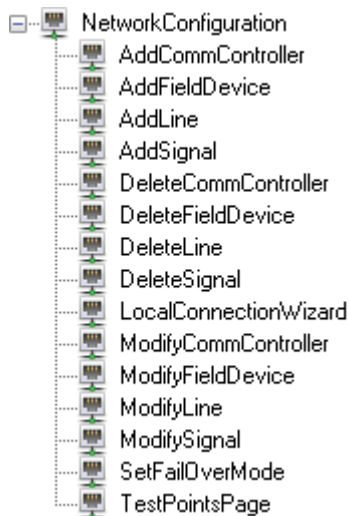 NetworkConfiguration
AddCommController
AddFieldDevice
AddLine
AddSignal
DeleteCommController
DeleteFieldDevice
DeleteLine
DeleteSignal
LocalConnectionWizard
ModifyCommController
ModifyFieldDevice
ModifyLine
ModifySignal
SetFailOverMode
TestPointsPage